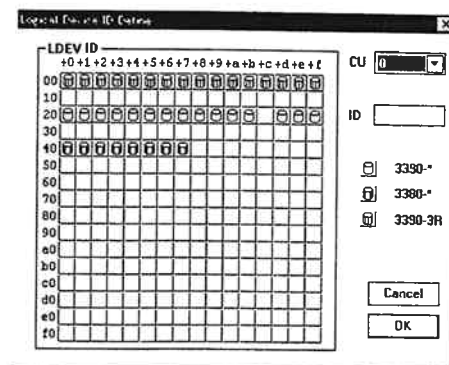 Logical Device ID Define
LDEV ID
+0 +1 +2 +3 +4 +5 +6 +7 +8 +9 +a +b +c +d +e +f
00
10
20
30
40
50
60
70
80
90
a0
b0
c0
d0
e0
f0
CU 0
ID
3390-*
3380-*
3390-3R
Cancel
OK